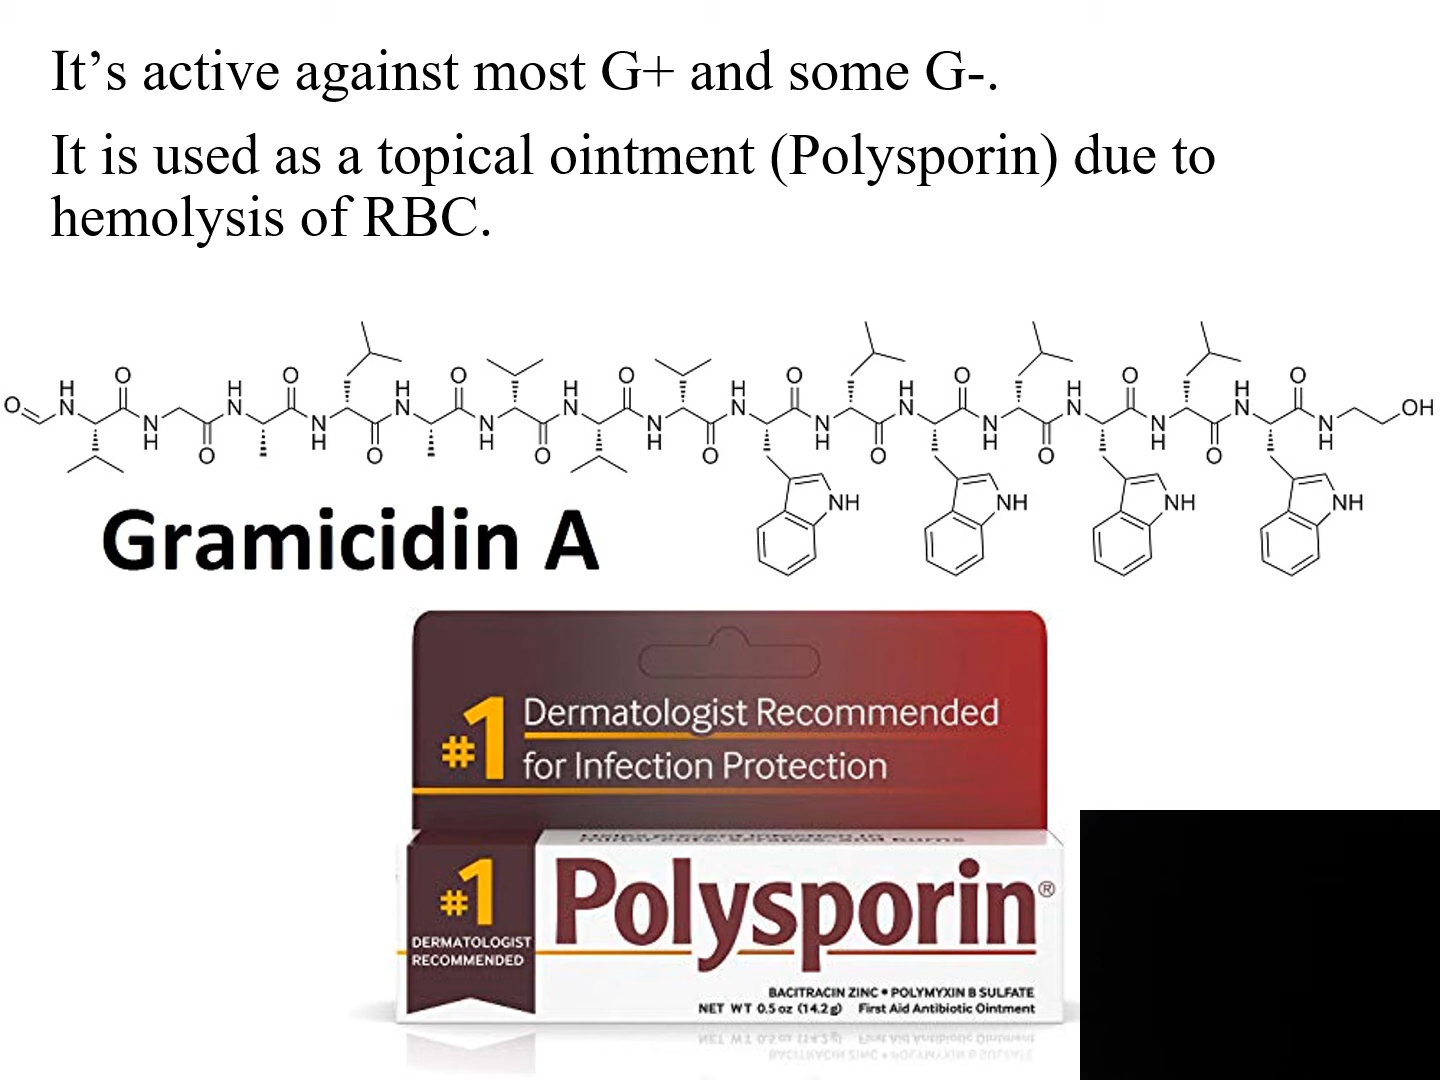 It’s active against most G+ and some G-.
It is used as a topical ointment (Polysporin) due to
hemolysis of RBC.
Gramicidin A
#1 Dermatologist Recommended
for Infection Protection
#1
DERMATOLOGIST
RECOMMENDED
Polysporin®
BACITRACIN ZINC • POLYMYXIN B SULFATE
NET WT 0.5 oz (14.2 g) First Aid Antibiotic Ointment